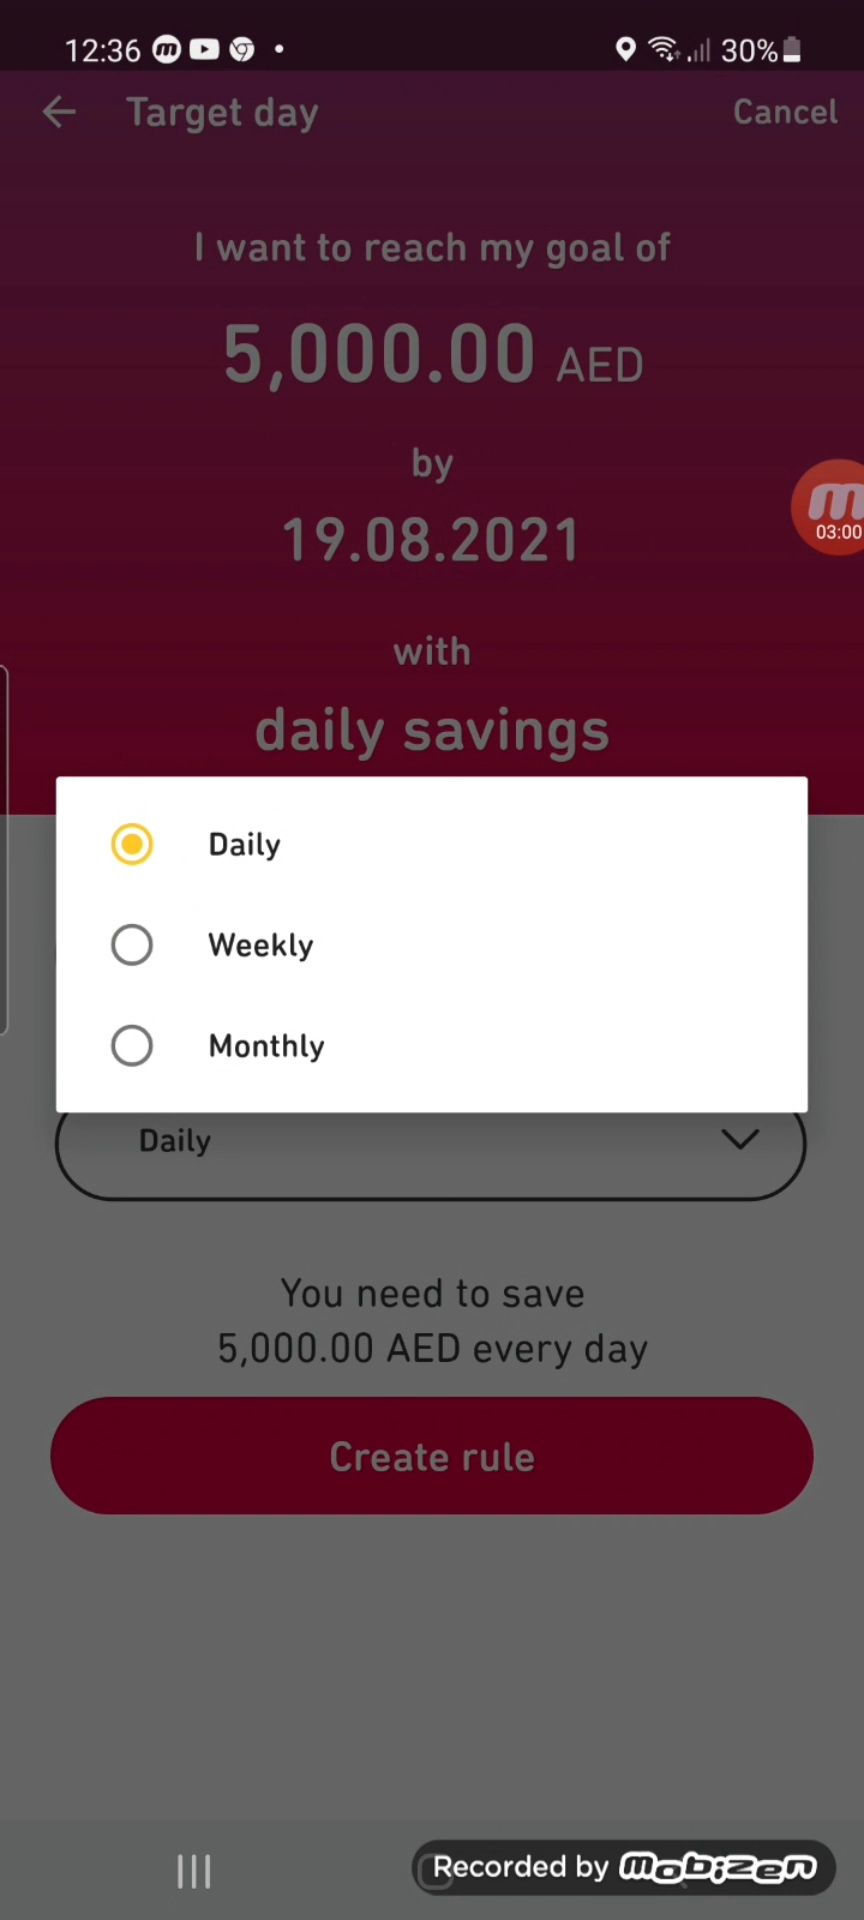 12:36
30%
Target day
Cancel
I want to reach my goal of
5,000.00 AED
by
19.08.2021
m
03:00
with
daily savings
Daily
Weekly
Monthly
Daily
You need to save
5,000.00 AED every day
Create rule
Recorded by mobizen